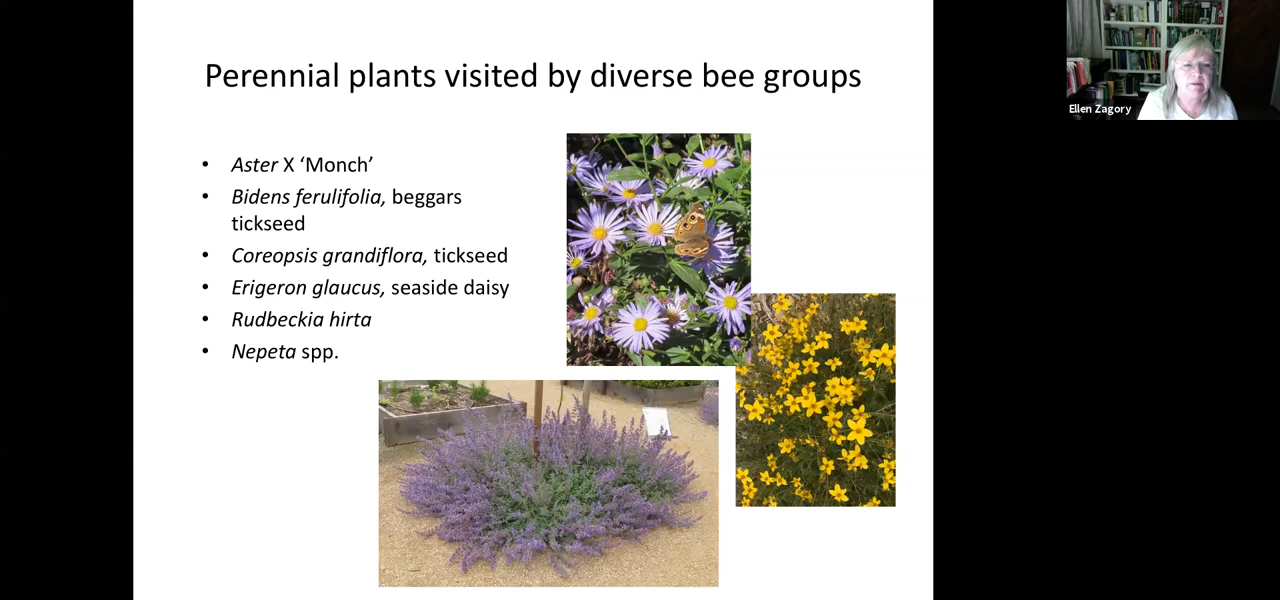 Perennial plants visited by diverse bee groups
• Aster X ‘Monch’
• Bidens ferulifolia, beggars
tickseed
• Coreopsis grandiflora, tickseed
• Erigeron glaucus, seaside daisy
• Rudbeckia hirta
• Nepeta spp.
Ellen Zagory